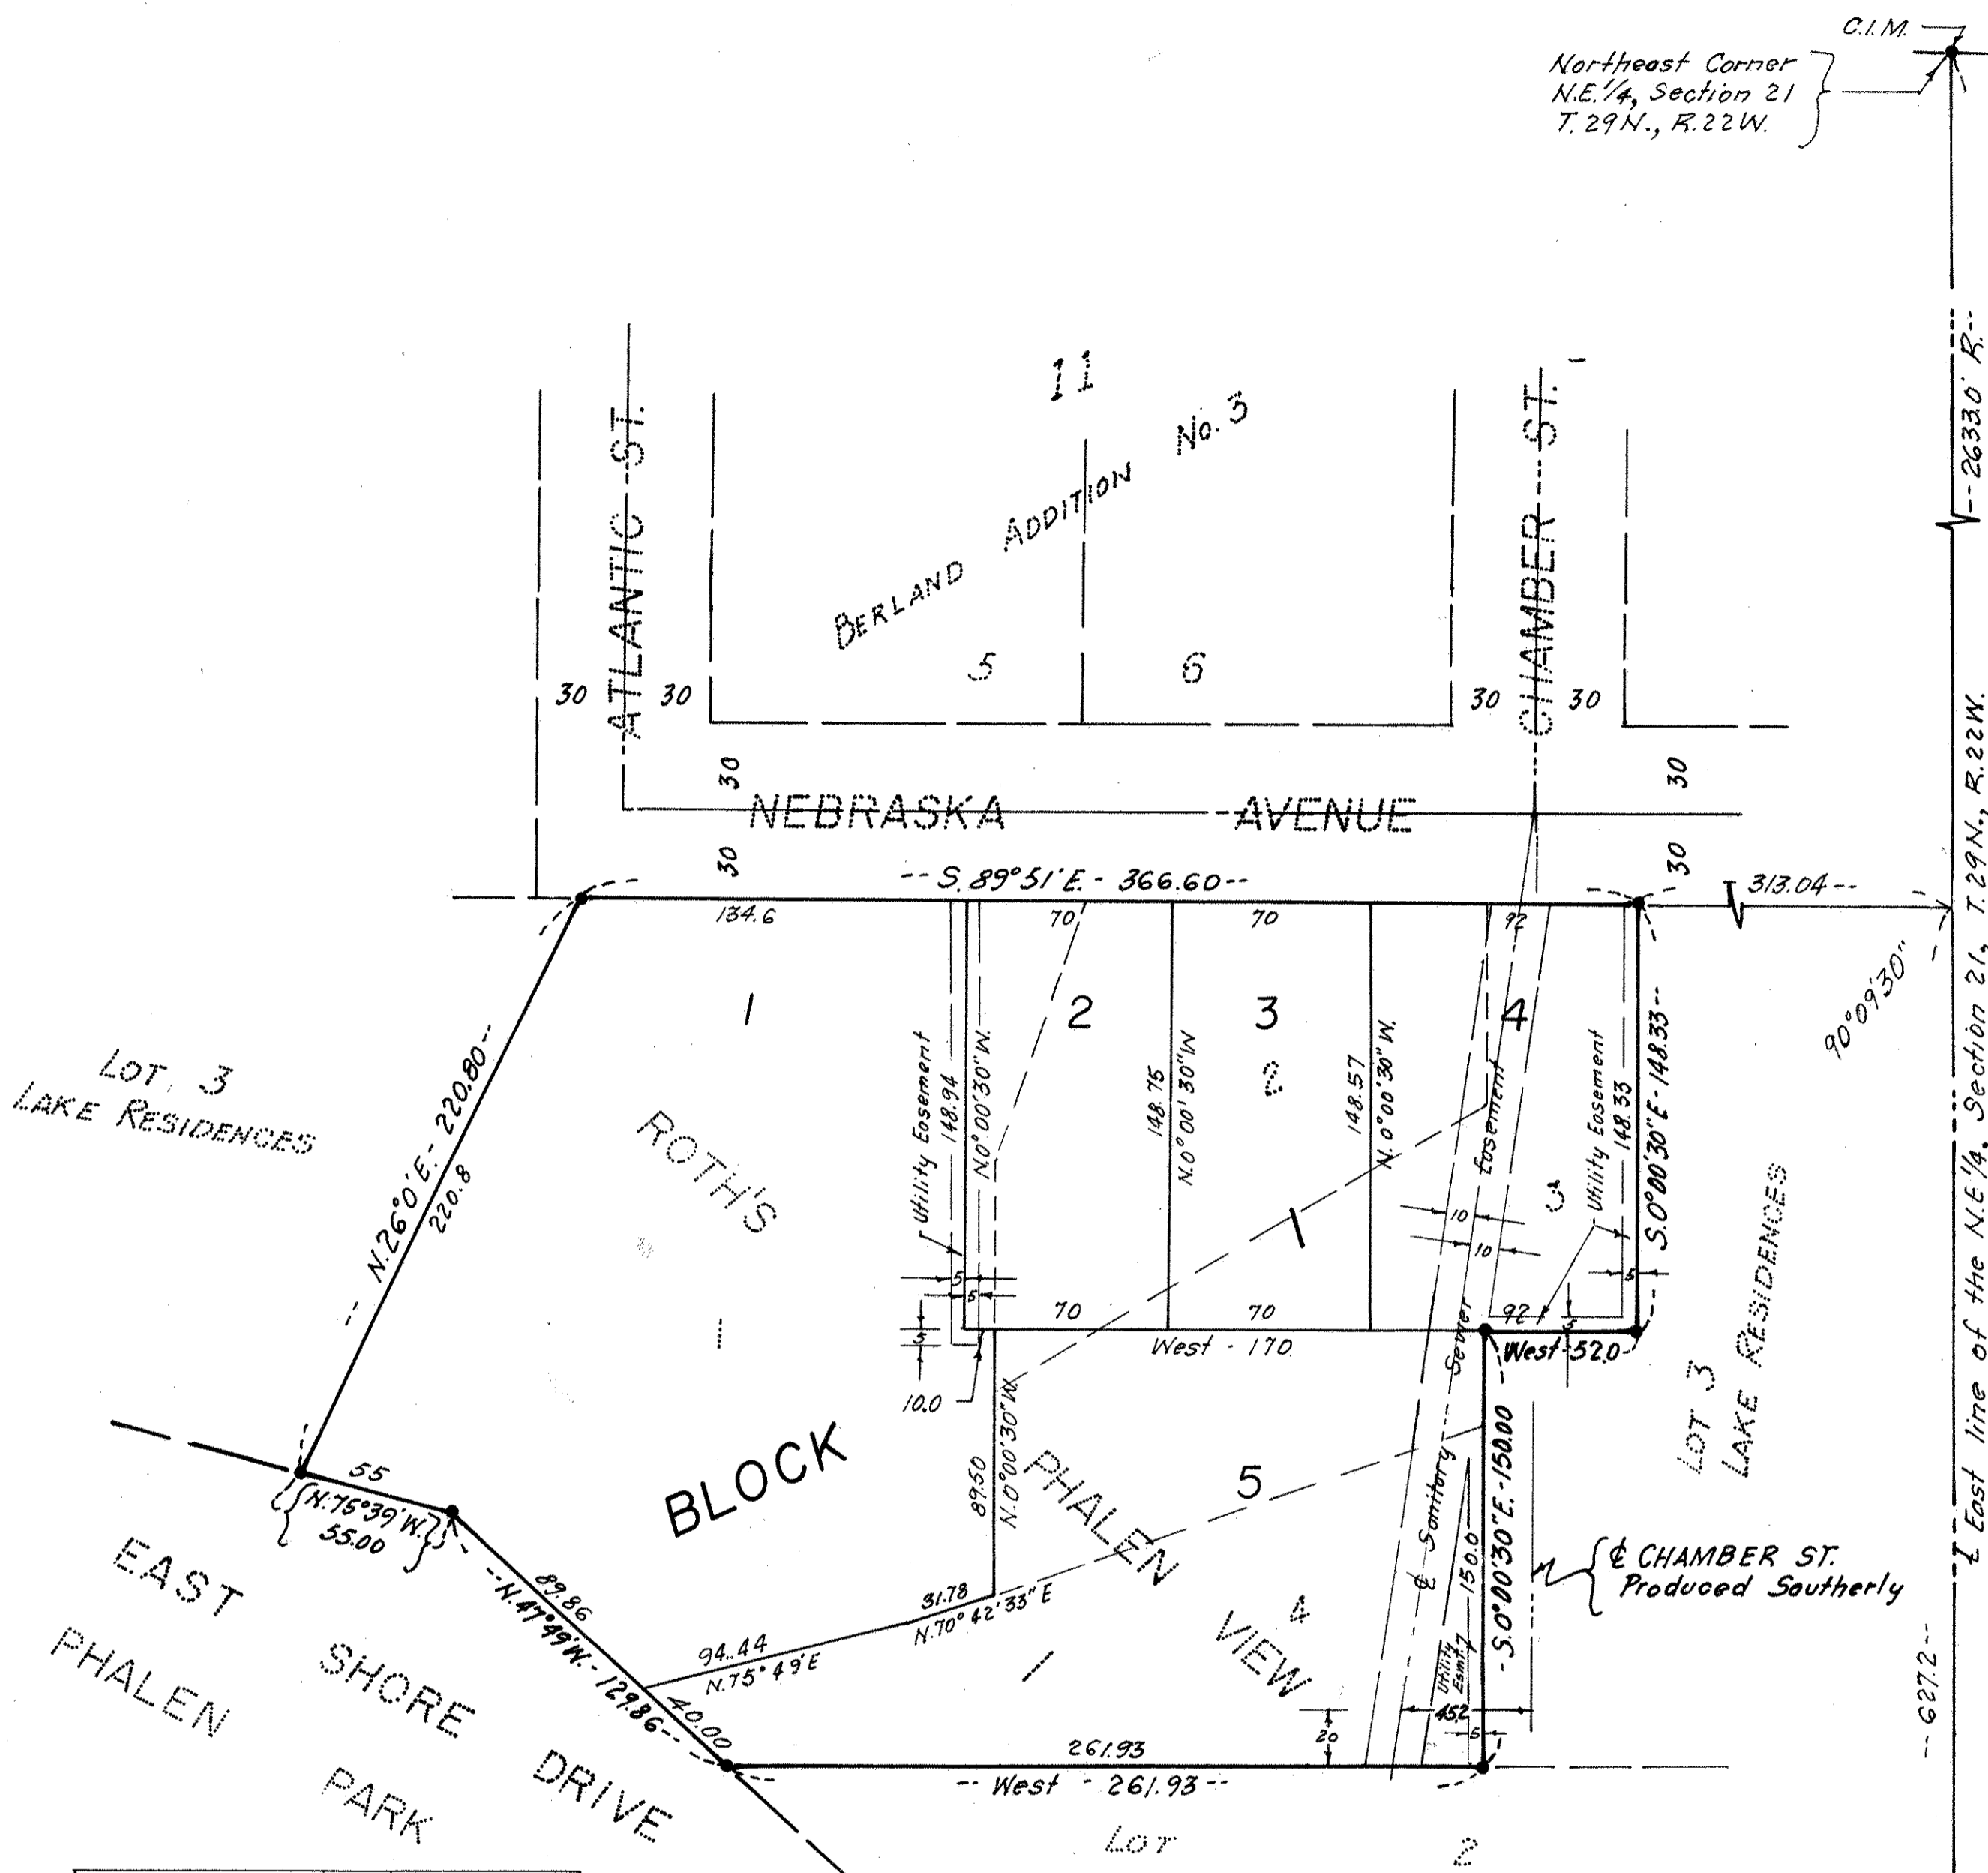 C.I.M.
Northeast Corner
N.E.1/4, Section 21
T.29N., R.22W.
--2633.0' R.--
11
BERLAND ADDITION No. 3
ATLANTIC ST.
CHAMBER ST.
5
6
30
30
30
30
30
30
NEBRASKA AVENUE
30
30
--S. 89°51'E.- 366.60--
313.04--
134.6
70
70
92
90°09'30"
1
2
3
4
2
3
LOT 3
LAKE RESIDENCES
N.26°0'E.- 220.80--
220.8
ROTH'S
1
Utility Easement
148.94
N.0°00'30"W.
148.75
N.0°00'30"W
148.57
N.0°00'30"W.
Easement
Utility Easement
148.33
S.0°00'30"E-148.33--
10
10
1
5
5
5
5
5
70
70
92
West - 170
West-52.0
10.0
89.50
N.0°00'30"W.
BLOCK
1
PHALEN
VIEW
4
5
¢ Sanitary Sewer
150.0
-S.0°00'30"E.-150.00
Utility
Esmt.
45.2
5
20
LOT 3
LAKE RESIDENCES
¢ CHAMBER ST.
Produced Southerly
55
N.75°39'W.
55.00
89.86
--N.47°49'W.- 129.86--
40.00
94.44
N.75°49'E
31.78
N.70°42'33"E
261.93
-- West - 261.93--
EAST SHORE DRIVE
PHALEN PARK
LOT 2
East line of the N.E.1/4, Section 21, T.29N., R.22W.
--627.2--